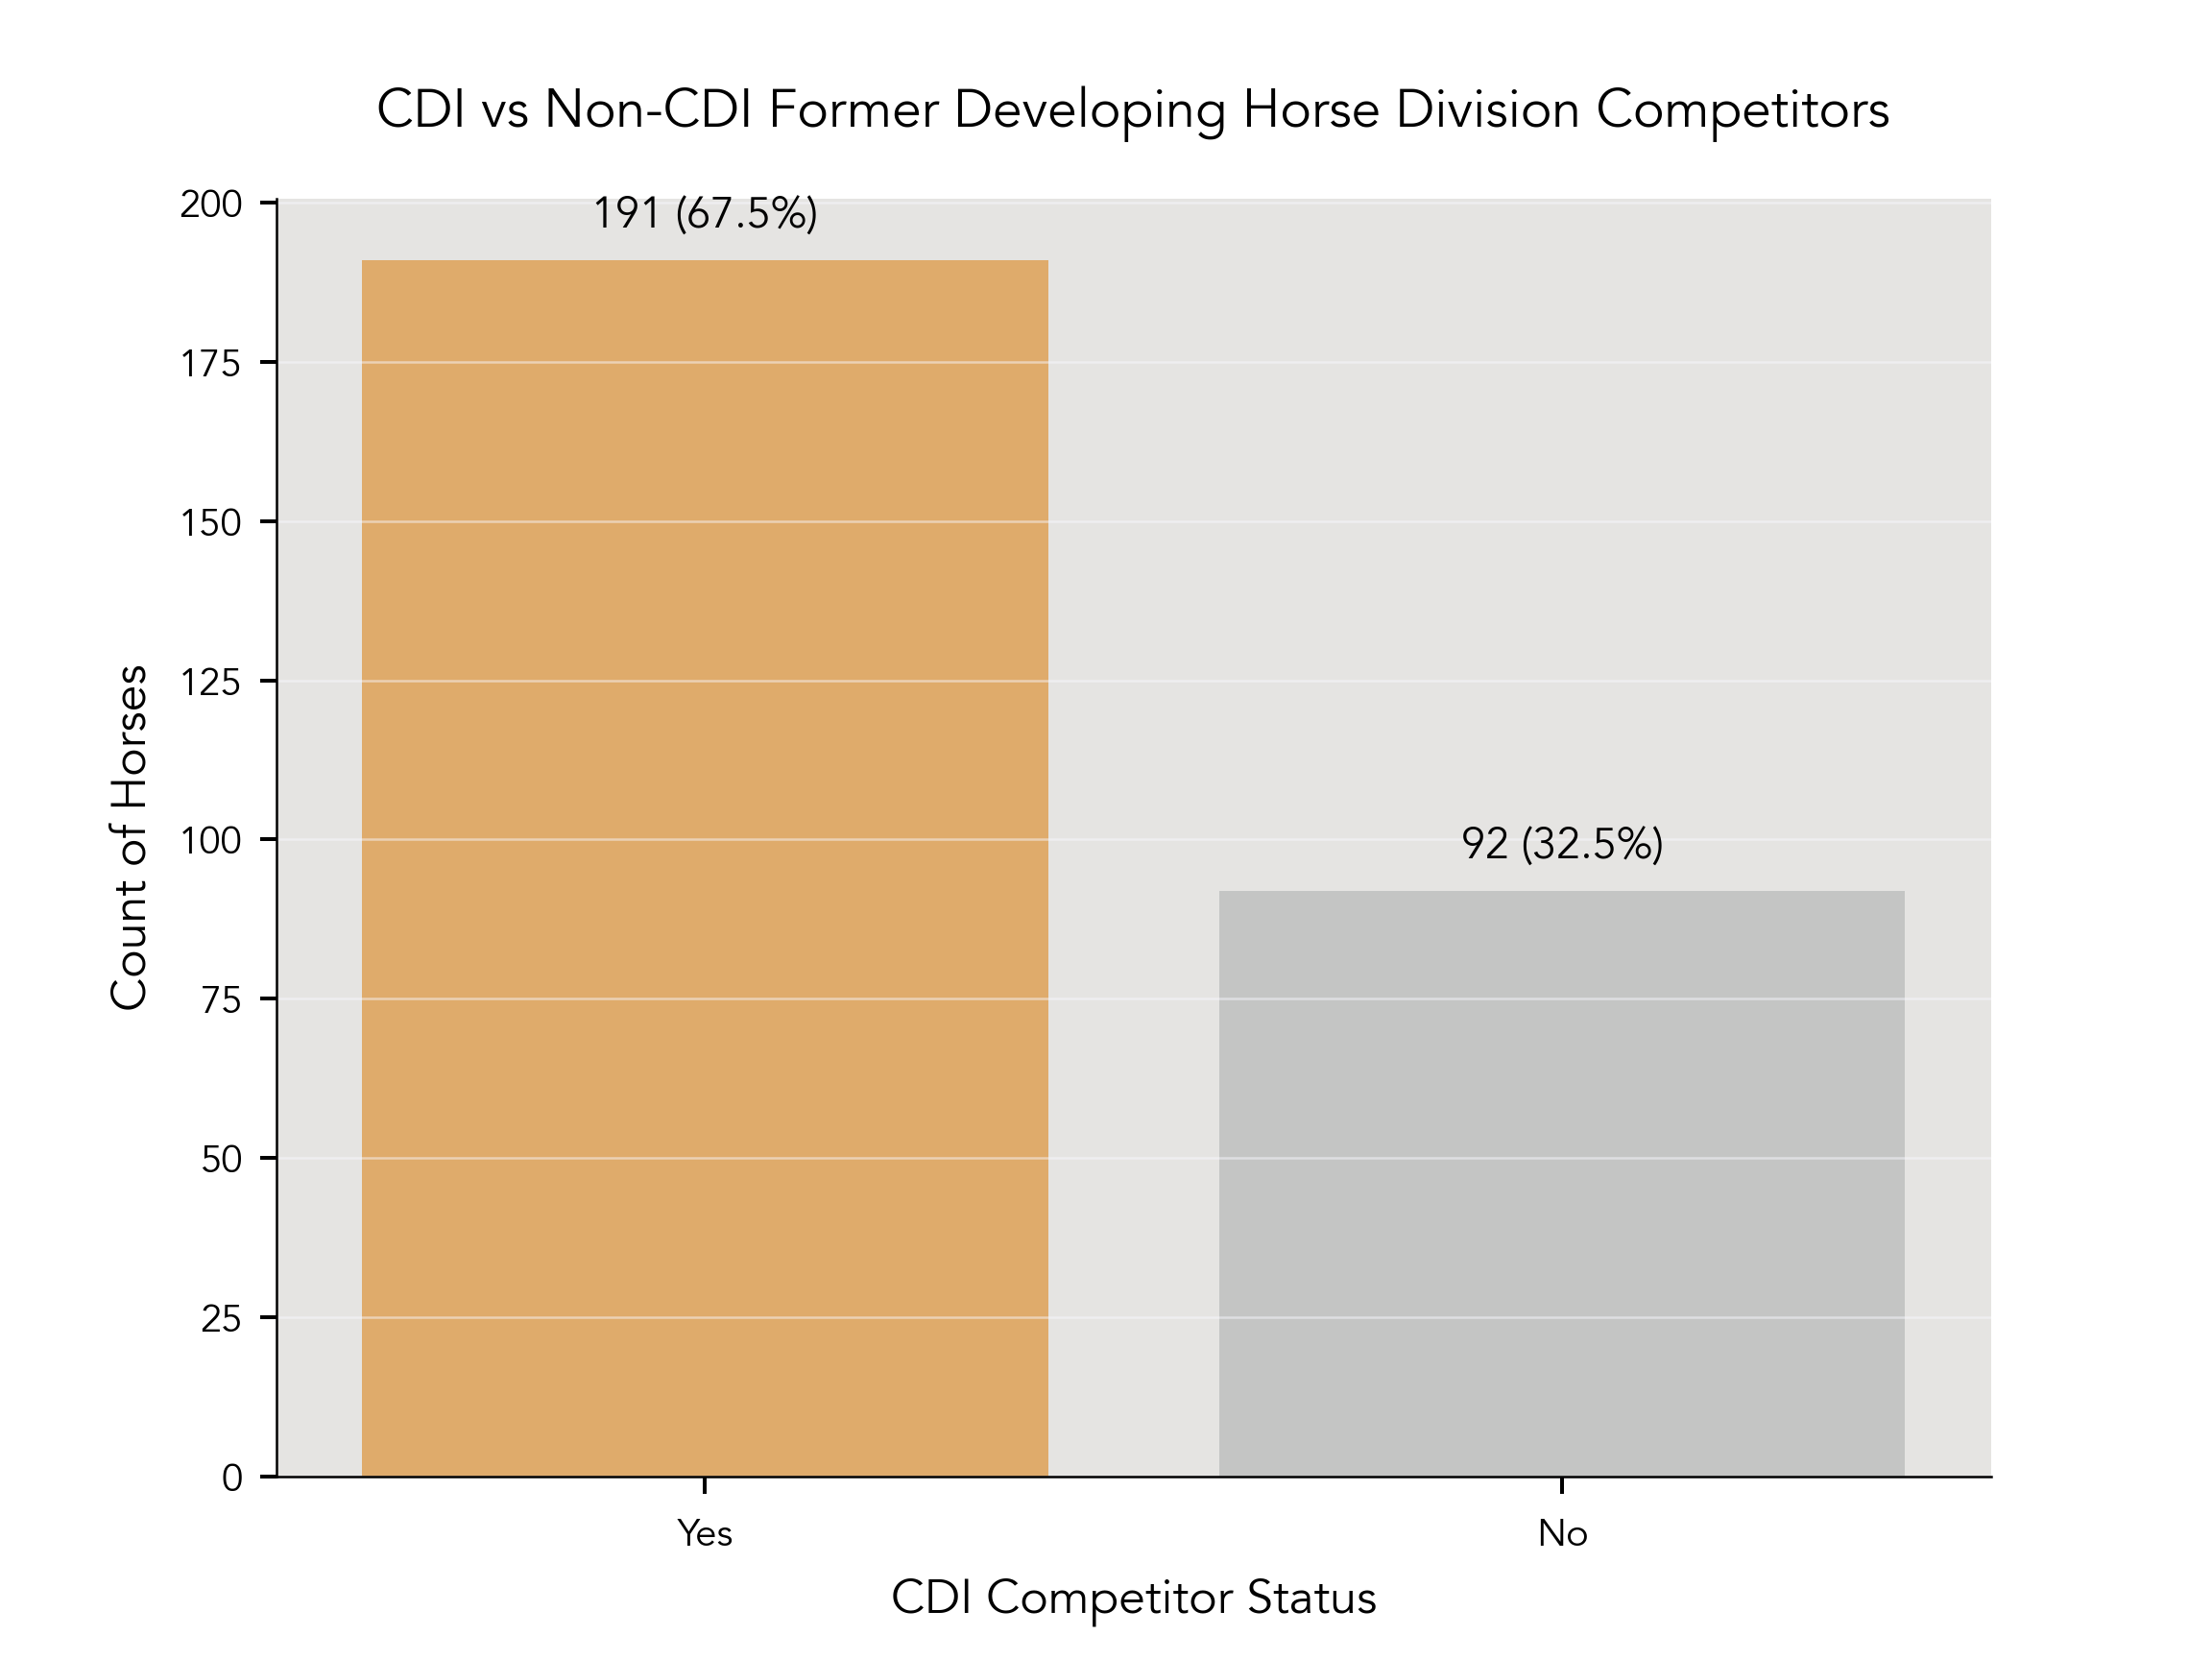 CDI vs Non-CDI Former Developing Horse Division Competitors
200
191 (67.5%)
175
150
125
100
92 (32.5%)
75
50
25
0
Count of Horses
Yes
No
CDI Competitor Status